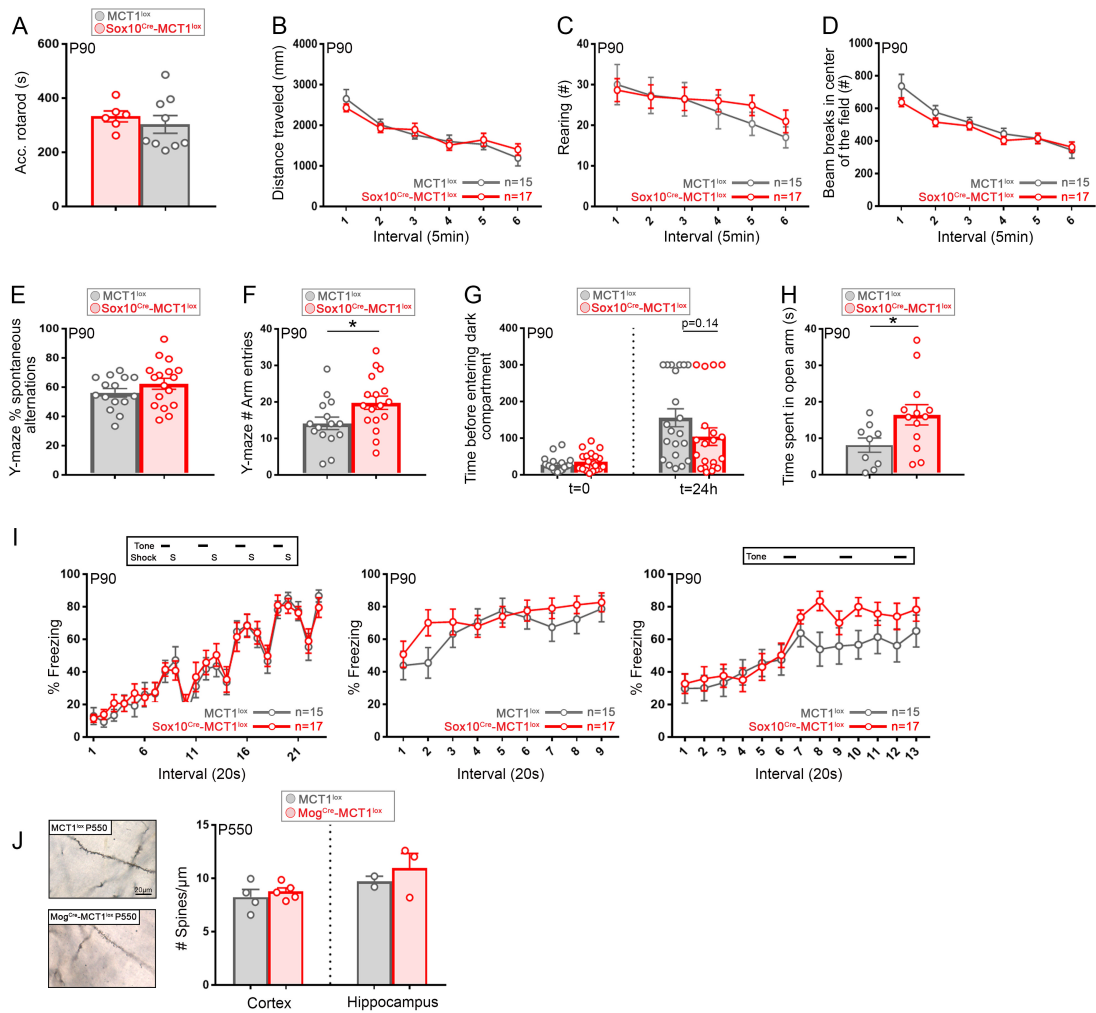 A
MCT1lox
Sox10Cre-MCT1lox
P90
Acc. rotarod (s)
600
400
200
0
B
P90
Distance traveled (mm)
4000
3000
2000
1000
0
MCT1lox n=15
Sox10Cre-MCT1lox n=17
1 2 3 4 5 6
Interval (5min)
C
P90
Rearing (#)
40
30
20
10
0
MCT1lox n=15
Sox10Cre-MCT1lox n=17
1 2 3 4 5 6
Interval (5min)
D
P90
Beam breaks in center
of the field (#)
1000
800
600
400
200
0
MCT1lox n=15
Sox10Cre-MCT1lox n=17
1 2 3 4 5 6
Interval (5min)
E
MCT1lox
Sox10Cre-MCT1lox
P90
Y-maze % spontaneous
alternations
100
80
60
40
20
0
F
MCT1lox
Sox10Cre-MCT1lox
P90
*
Y-maze # Arm entries
40
30
20
10
0
G
MCT1lox
Sox10Cre-MCT1lox
P90
p=0.14
Time before entering dark
compartment
400
300
200
100
0
t=0 t=24h
H
MCT1lox
Sox10Cre-MCT1lox
P90
*
Time spent in open arm (s)
40
30
20
10
0
I
Tone
Shock S S S S
P90
% Freezing
100
80
60
40
20
0
MCT1lox n=15
Sox10Cre-MCT1lox n=17
1 6 11 16 21
Interval (20s)
P90
% Freezing
100
80
60
40
20
0
MCT1lox n=15
Sox10Cre-MCT1lox n=17
1 2 3 4 5 6 7 8 9
Interval (20s)
Tone
P90
% Freezing
100
80
60
40
20
0
MCT1lox n=15
Sox10Cre-MCT1lox n=17
1 2 3 4 5 6 7 8 9 10 11 12 13
Interval (20s)
J
MCT1lox P550
20µm
MogCre-MCT1lox P550
MCT1lox
MogCre-MCT1lox
P550
# Spines/µm
15
10
5
0
Cortex Hippocampus